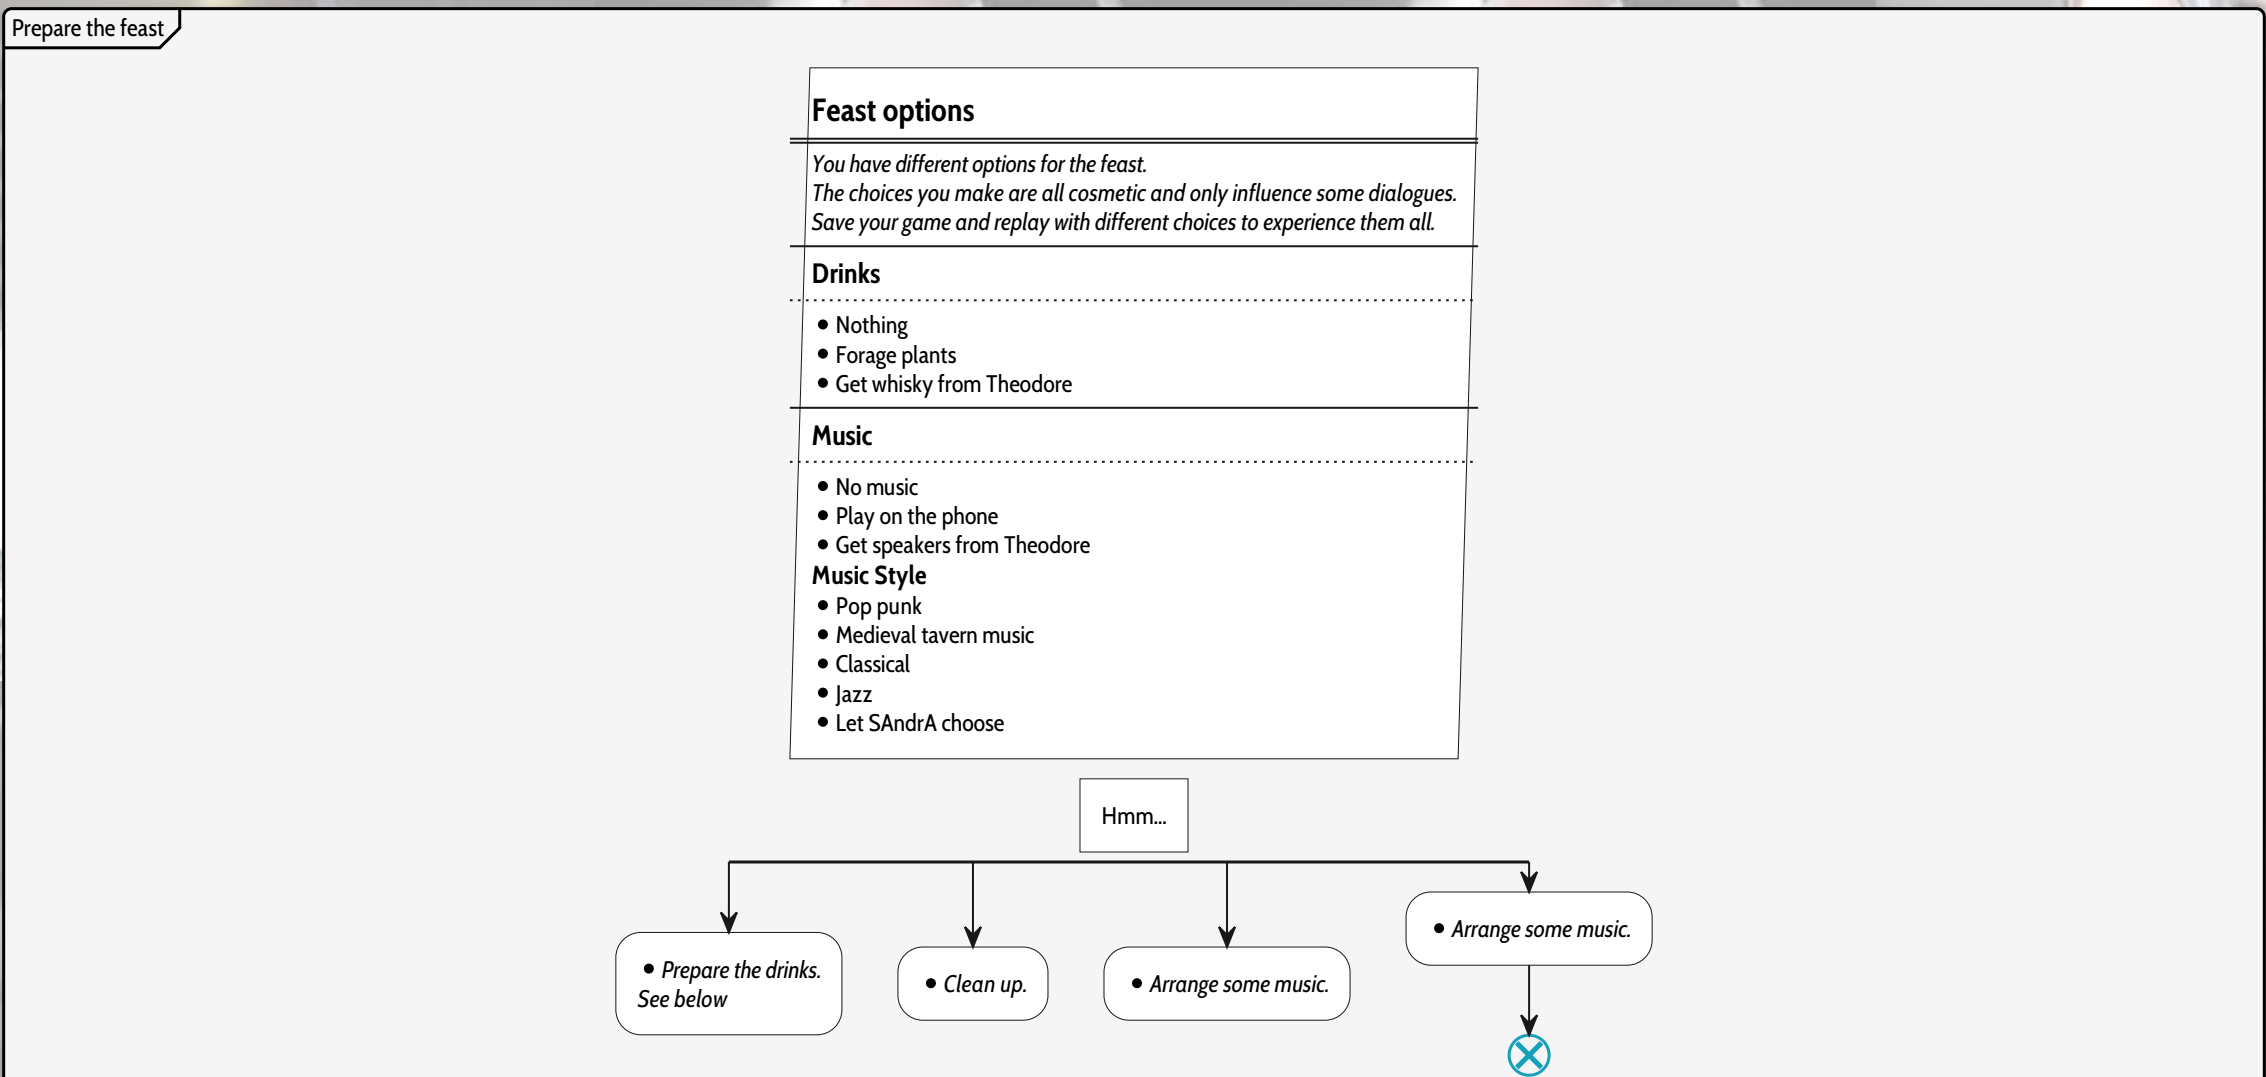 Prepare the feast
Feast options
You have different options for the feast.
The choices you make are all cosmetic and only influence some dialogues.
Save your game and replay with different choices to experience them all.
Drinks
• Nothing
• Forage plants
• Get whisky from Theodore
Music
• No music
• Play on the phone
• Get speakers from Theodore
Music Style
• Pop punk
• Medieval tavern music
• Classical
• Jazz
• Let SAndrA choose
Hmm...
• Prepare the drinks.
See below
• Clean up.
• Arrange some music.
• Arrange some music.